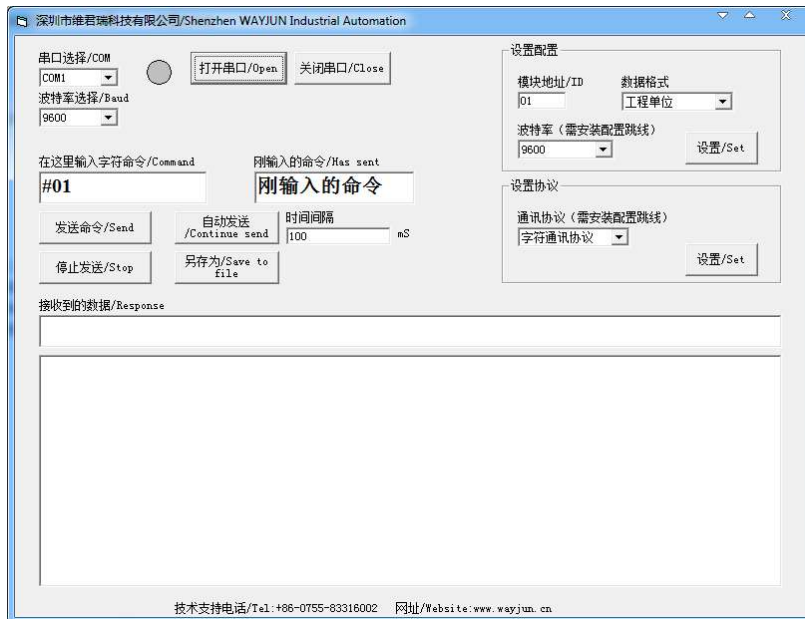 深圳市维君瑞科技有限公司/Shenzhen WAYJUN Industrial Automation
串口选择/COM
COM1
打开串口/Open
关闭串口/Close
波特率选择/Baud
9600
设置配置
模块地址/ID
数据格式
01
工程单位
波特率（需安装配置跳线）
9600
设置/Set
在这里输入字符命令/Command
刚输入的命令/Has sent
#01
刚输入的命令
设置协议
通讯协议（需安装配置跳线）
字符通讯协议
设置/Set
发送命令/Send
自动发送
/Continue send
时间间隔
100
mS
停止发送/Stop
另存为/Save to
file
接收到的数据/Response
技术支持电话/Tel:+86-0755-83316002 网址/Website:www.wayjun.cn